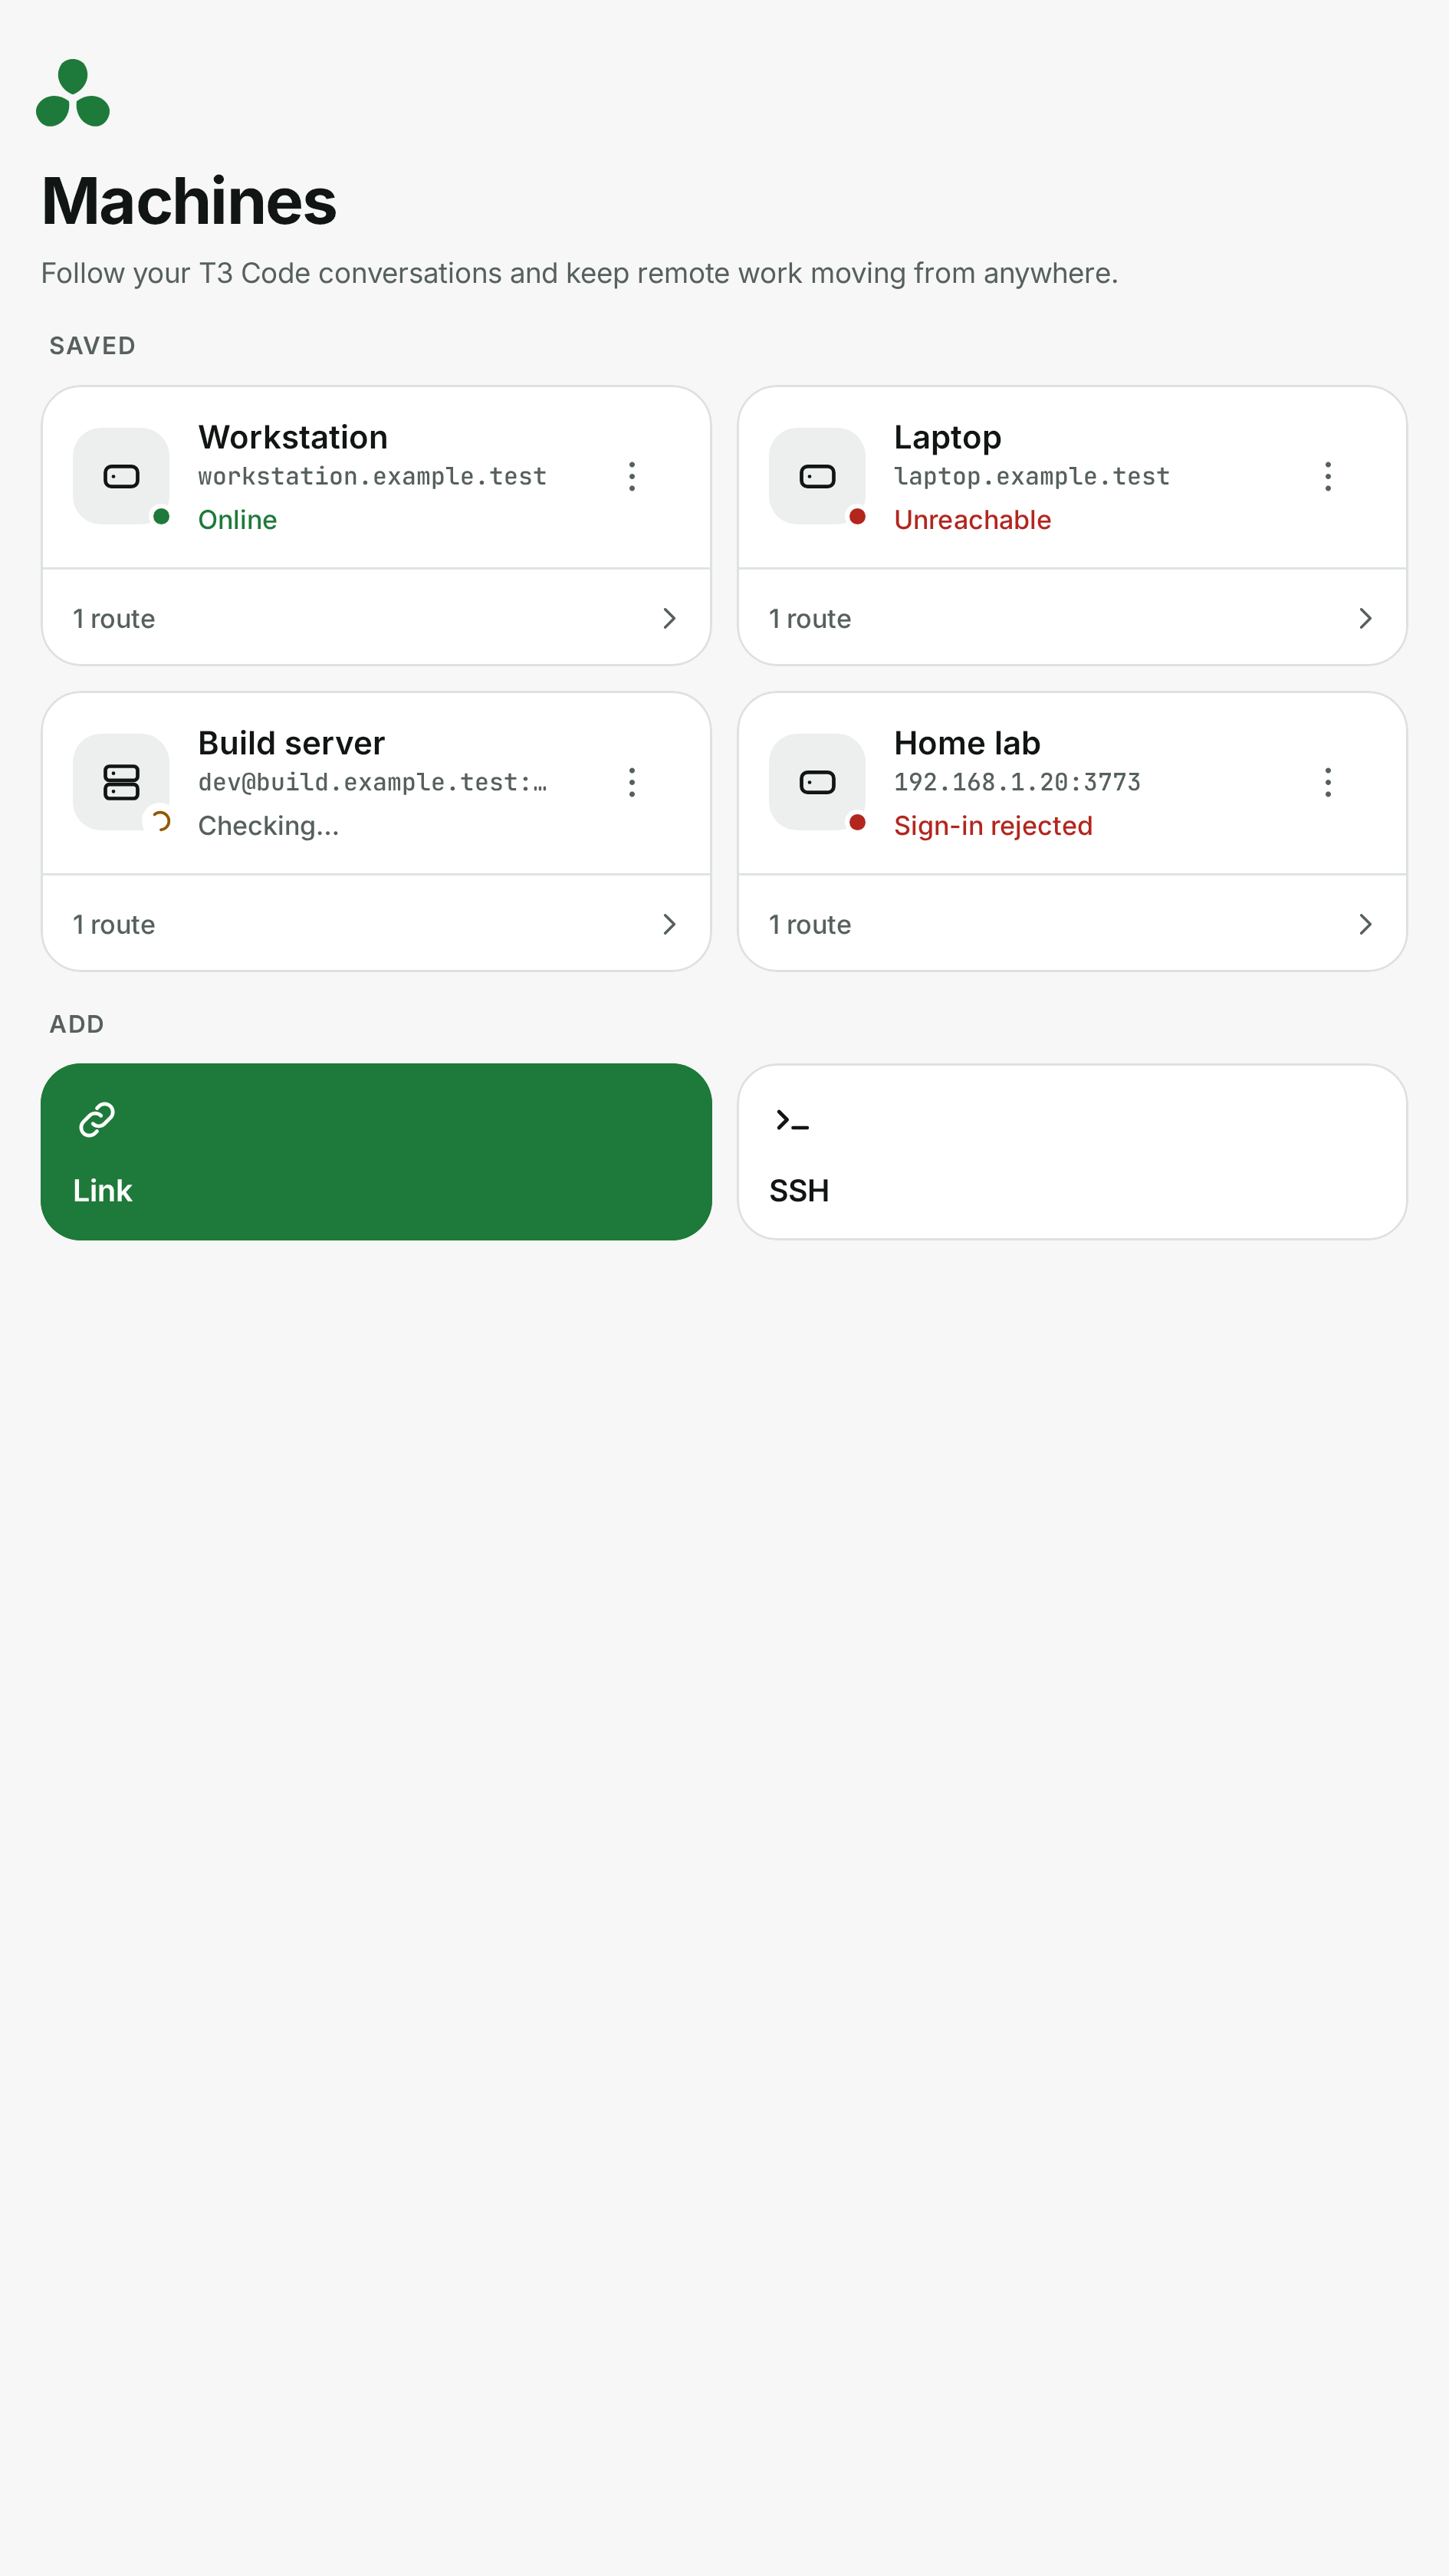 Machines
Follow your T3 Code conversations and keep remote work moving from anywhere.
SAVED
Workstation
workstation.example.test
Online
1 route
Laptop
laptop.example.test
Unreachable
1 route
Build server
dev@build.example.test:…
Checking...
1 route
Home lab
192.168.1.20:3773
Sign-in rejected
1 route
ADD
Link
SSH